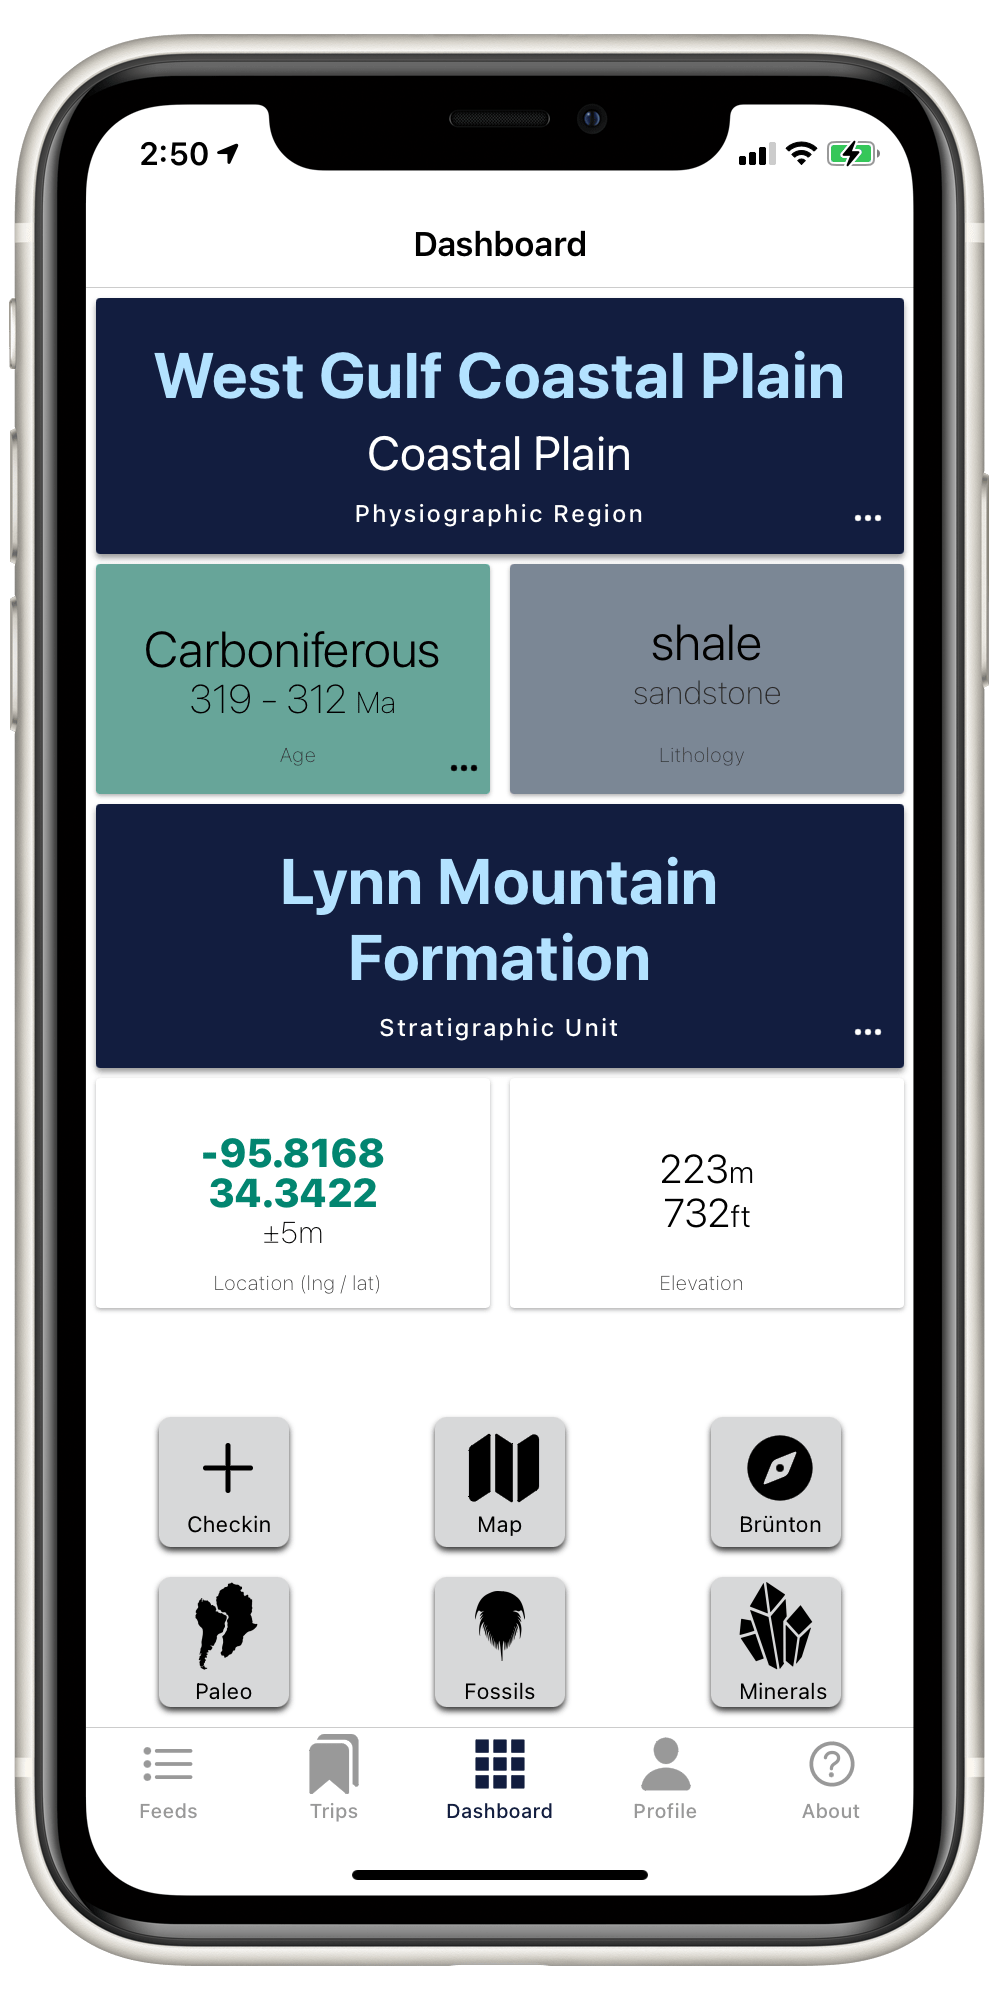 2:50
Dashboard
West Gulf Coastal Plain
Coastal Plain
Physiographic Region
Carboniferous
319 - 312 Ma
Age
shale
sandstone
Lithology
Lynn Mountain
Formation
Stratigraphic Unit
-95.8168
34.3422
±5m
Location (lng / lat)
223m
732ft
Elevation
Checkin
Map
Brünton
Paleo
Fossils
Minerals
Feeds
Trips
Dashboard
Profile
About